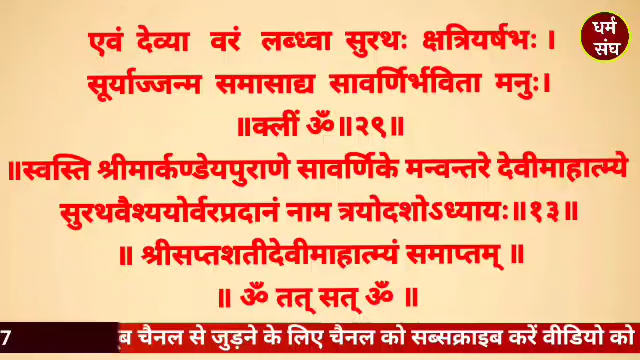 धर्म
संघ
एवं देव्या वरं लब्ध्वा सुरथः क्षत्रियर्षभः ।
सूर्याज्जन्म समासाद्य सावर्णिर्भविता मनुः।
॥क्लीं ॐ॥२९॥
॥स्वस्ति श्रीमार्कण्डेयपुराणे सावर्णिके मन्वन्तरे देवीमाहात्म्ये
सुरथवैश्ययोर्वरप्रदानं नाम त्रयोदशोऽध्यायः॥१३॥
॥ श्रीसप्तशतीदेवीमाहात्म्यं समाप्तम् ॥
॥ ॐ तत् सत् ॐ ॥
7 चैनल से जुड़ने के लिए चैनल को सब्सक्राइब करें वीडियो को